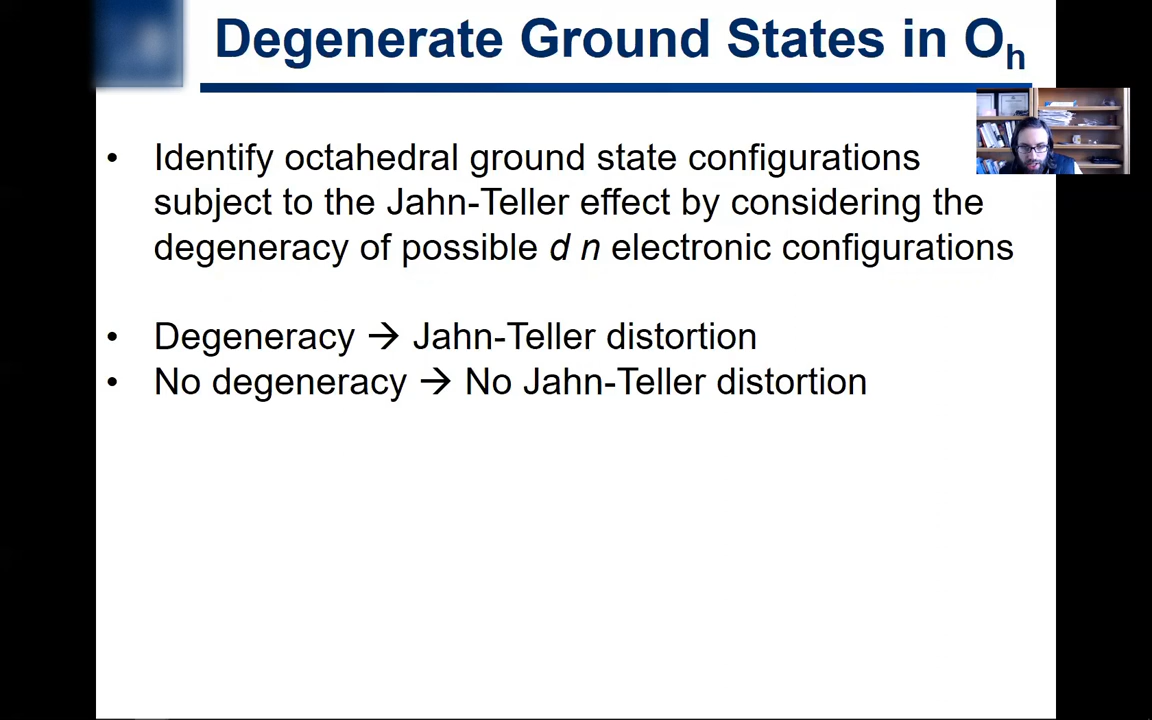 Degenerate Ground States in Oh
• Identify octahedral ground state configurations
subject to the Jahn-Teller effect by considering the
degeneracy of possible d n electronic configurations
• Degeneracy → Jahn-Teller distortion
• No degeneracy → No Jahn-Teller distortion